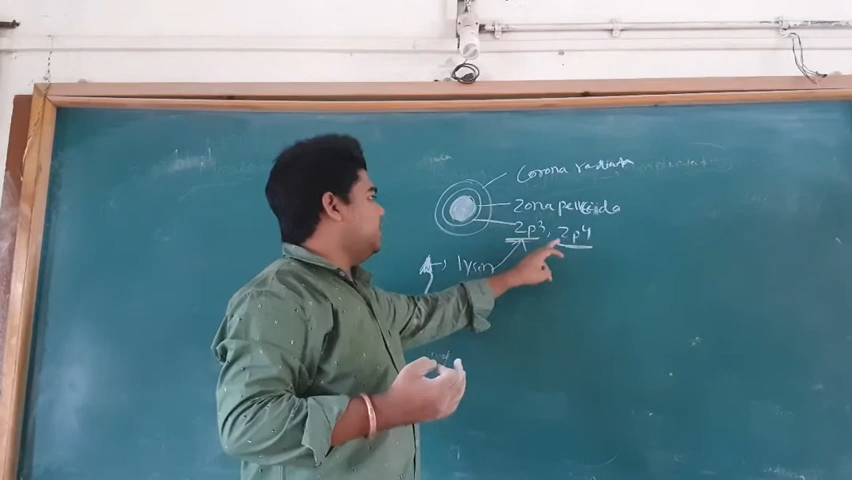 Corona radiata
Zona pellucida
Zp3, Zp4
lysin